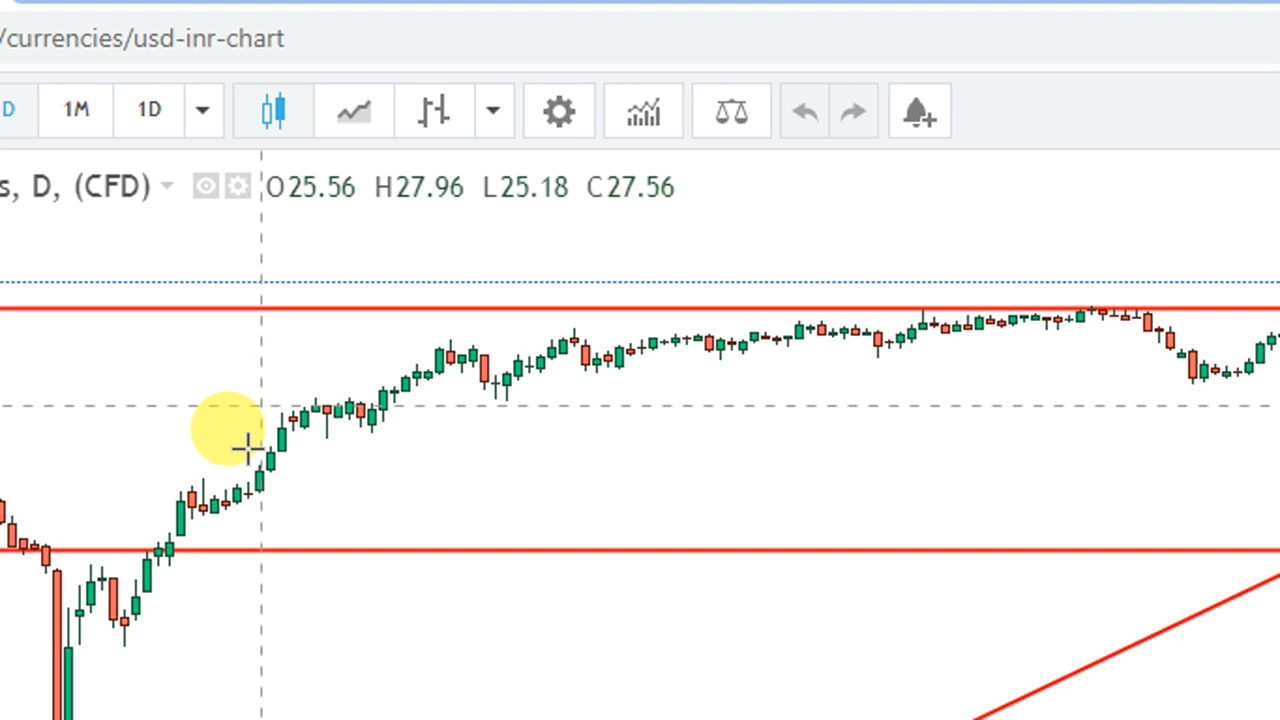 /currencies/usd-inr-chart
D 1M 1D
s, D, (CFD) O25.56 H27.96 L25.18 C27.56